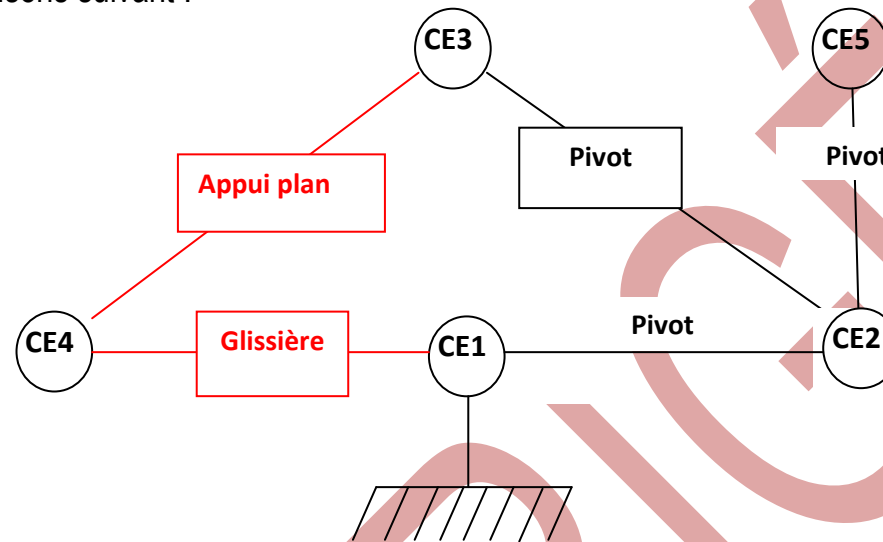 CE3
CE5
Pivot
Pivot
Appui plan
Pivot
CE4
Glissière
CE1
CE2